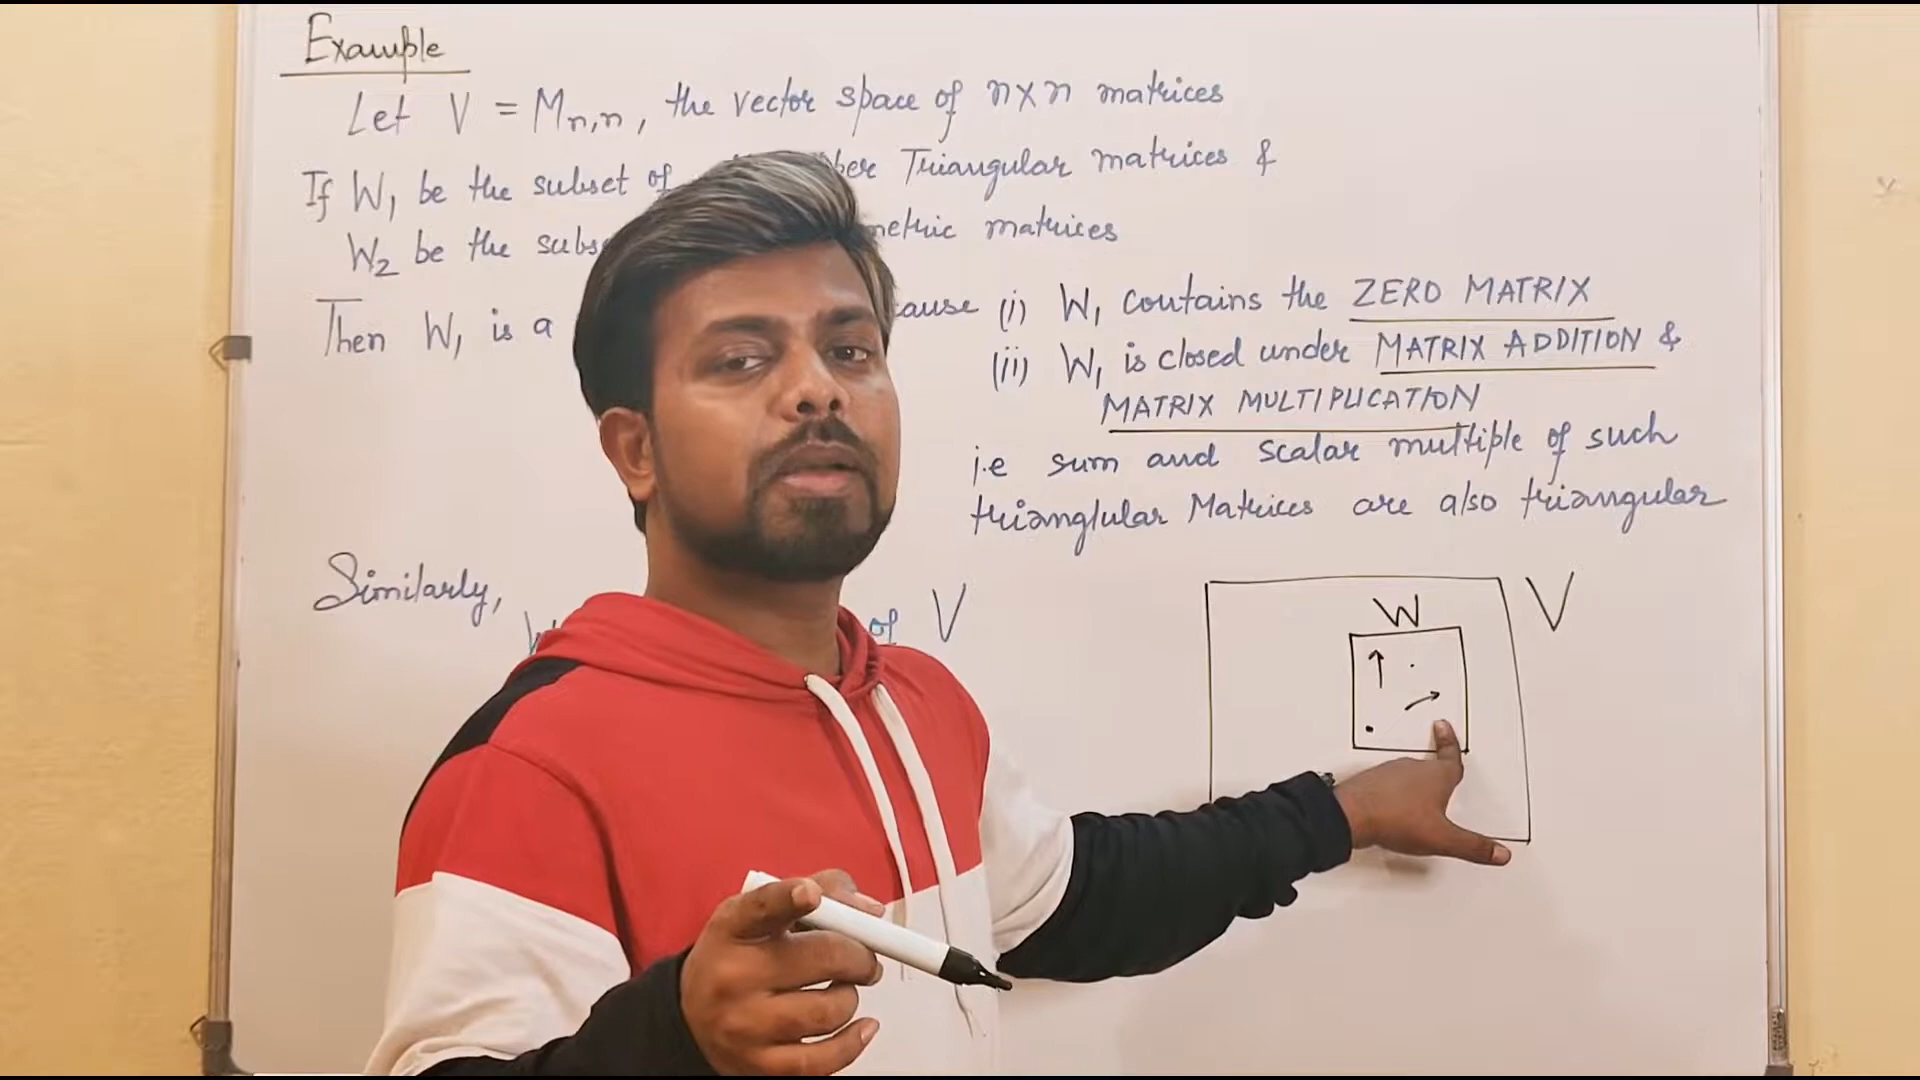 Example
Let V = Mn,n, the vector space of n×n matrices
If W1 be the subset of Triangular matrices &
W2 be the matrices
Then W1 is a (i) W1 contains the ZERO MATRIX
(ii) W1 is closed under MATRIX ADDITION &
MATRIX MULTIPLICATION
i.e sum and scalar multiple of such
trianglular Matrices are also triangular
Similarly,
of V
W
V